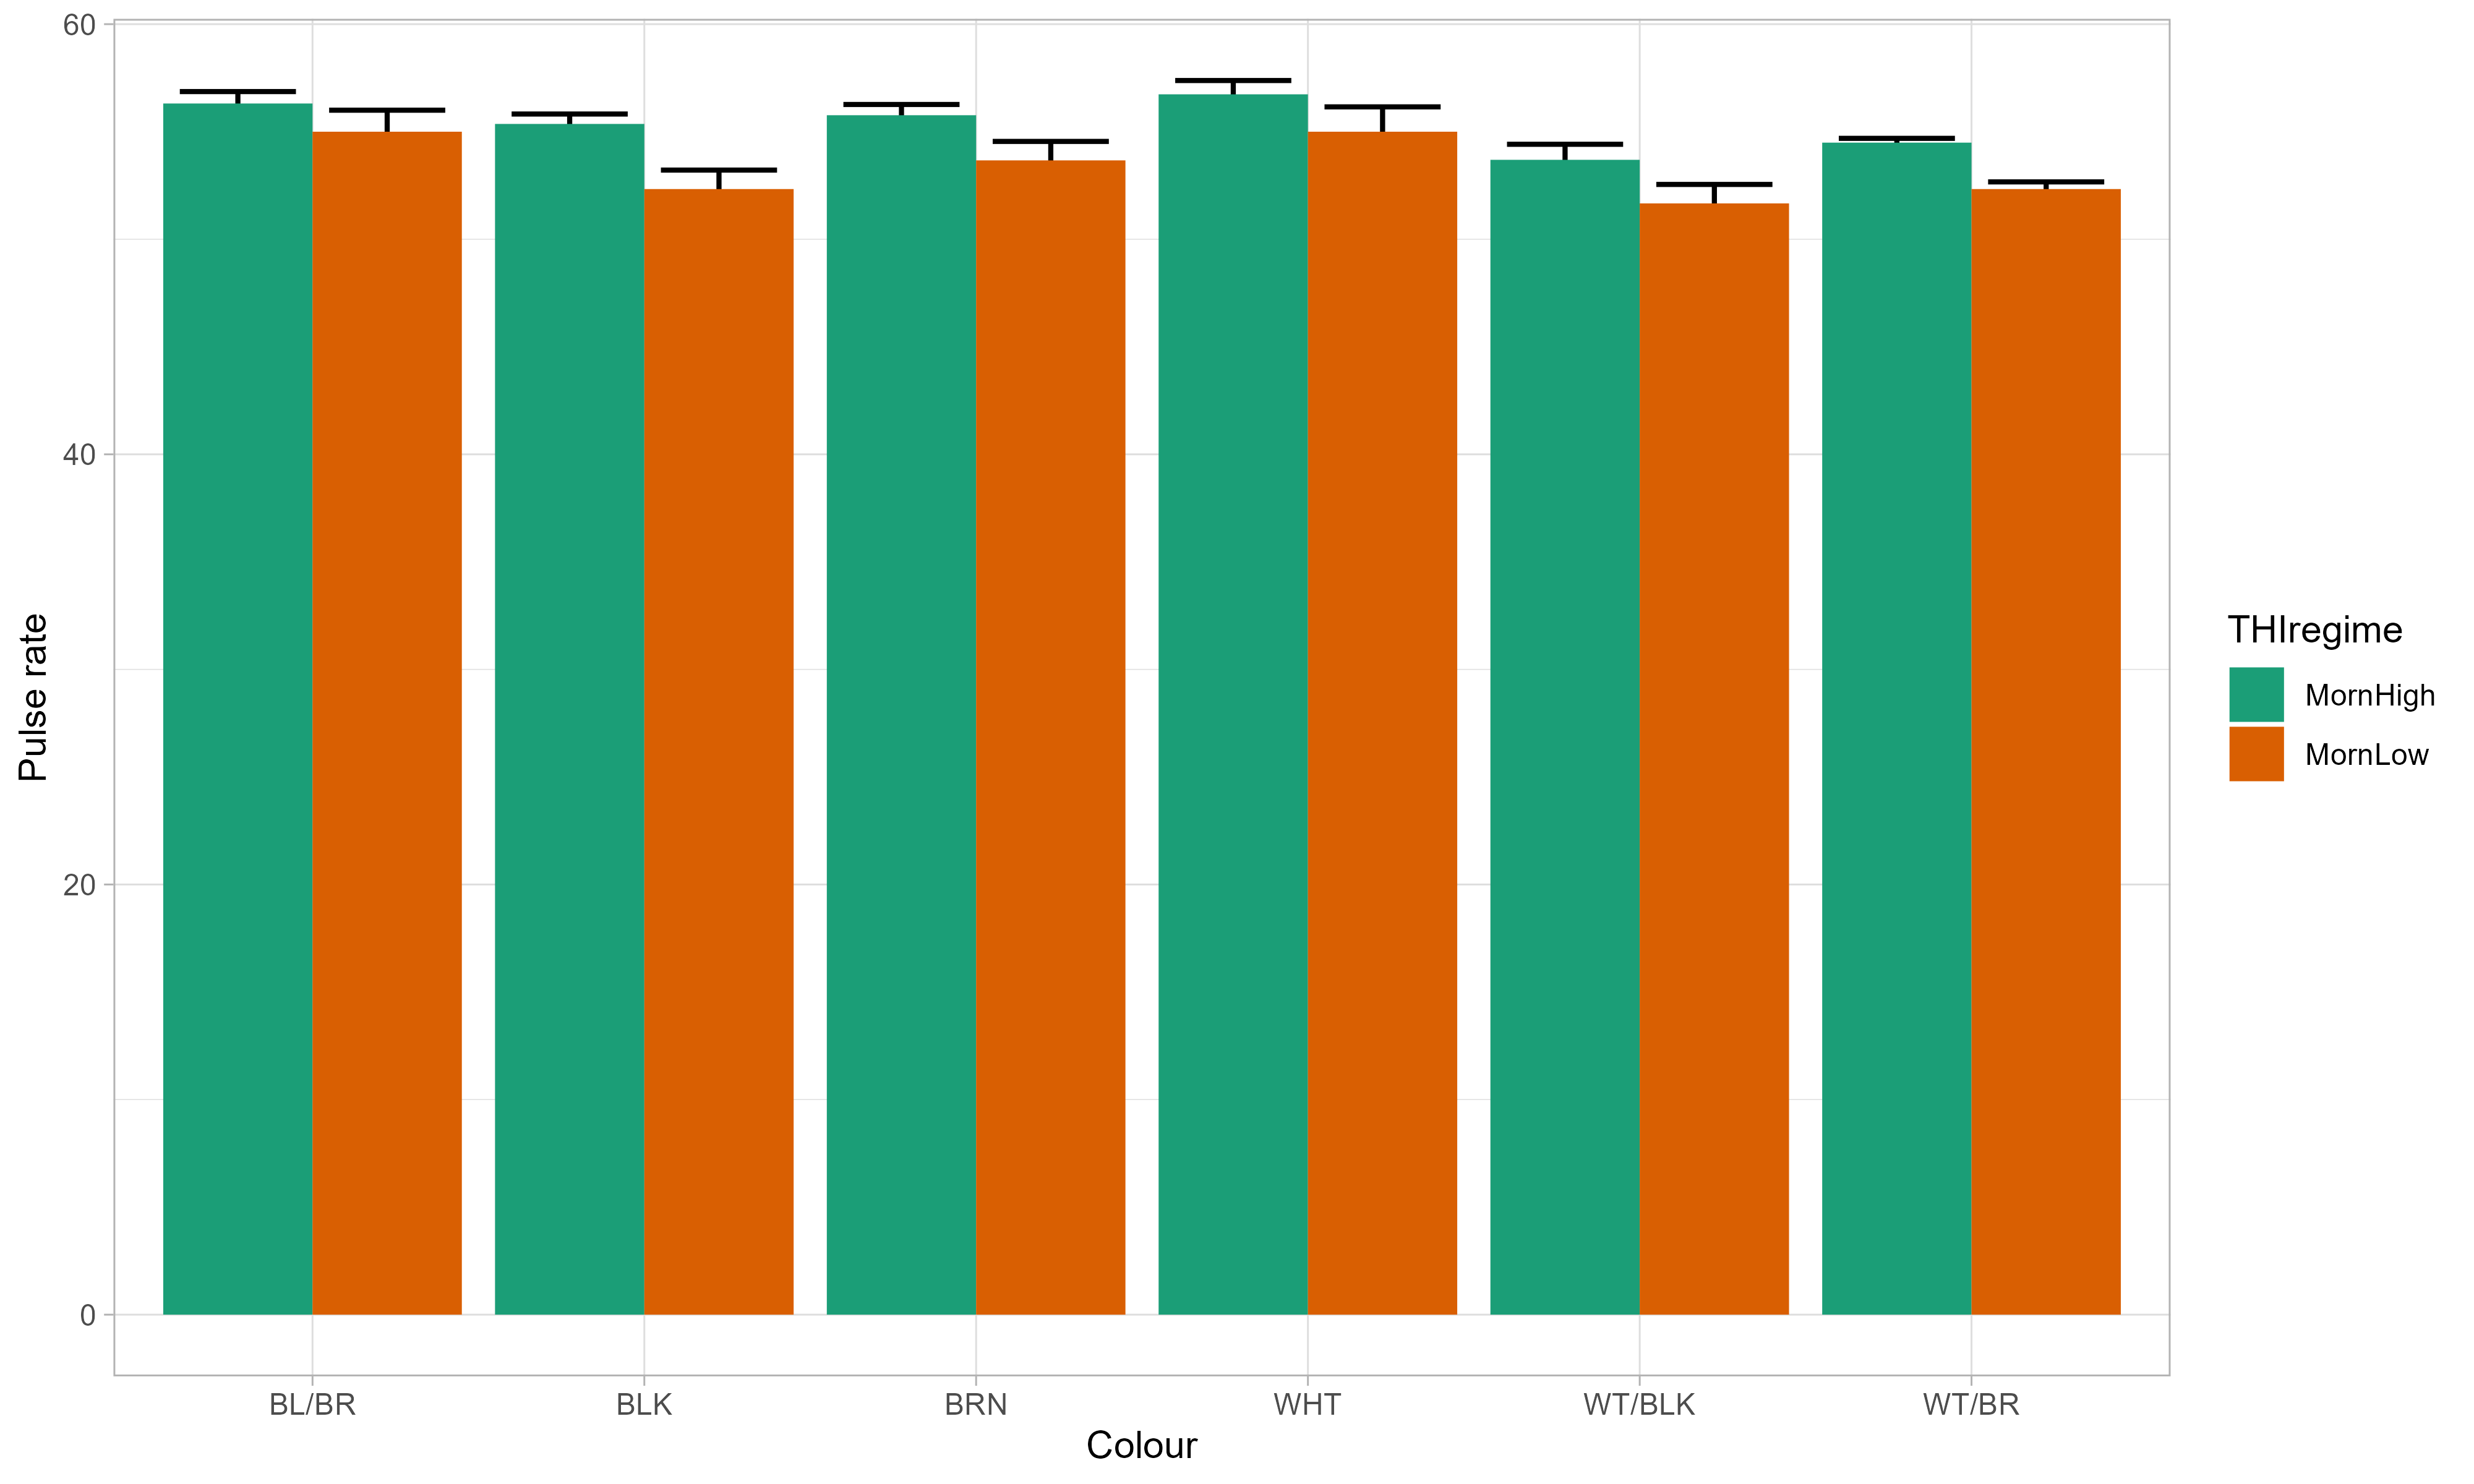 60
40
20
0
Pulse rate
BL/BR BLK BRN WHT WT/BLK WT/BR
Colour
THIregime
MornHigh
MornLow